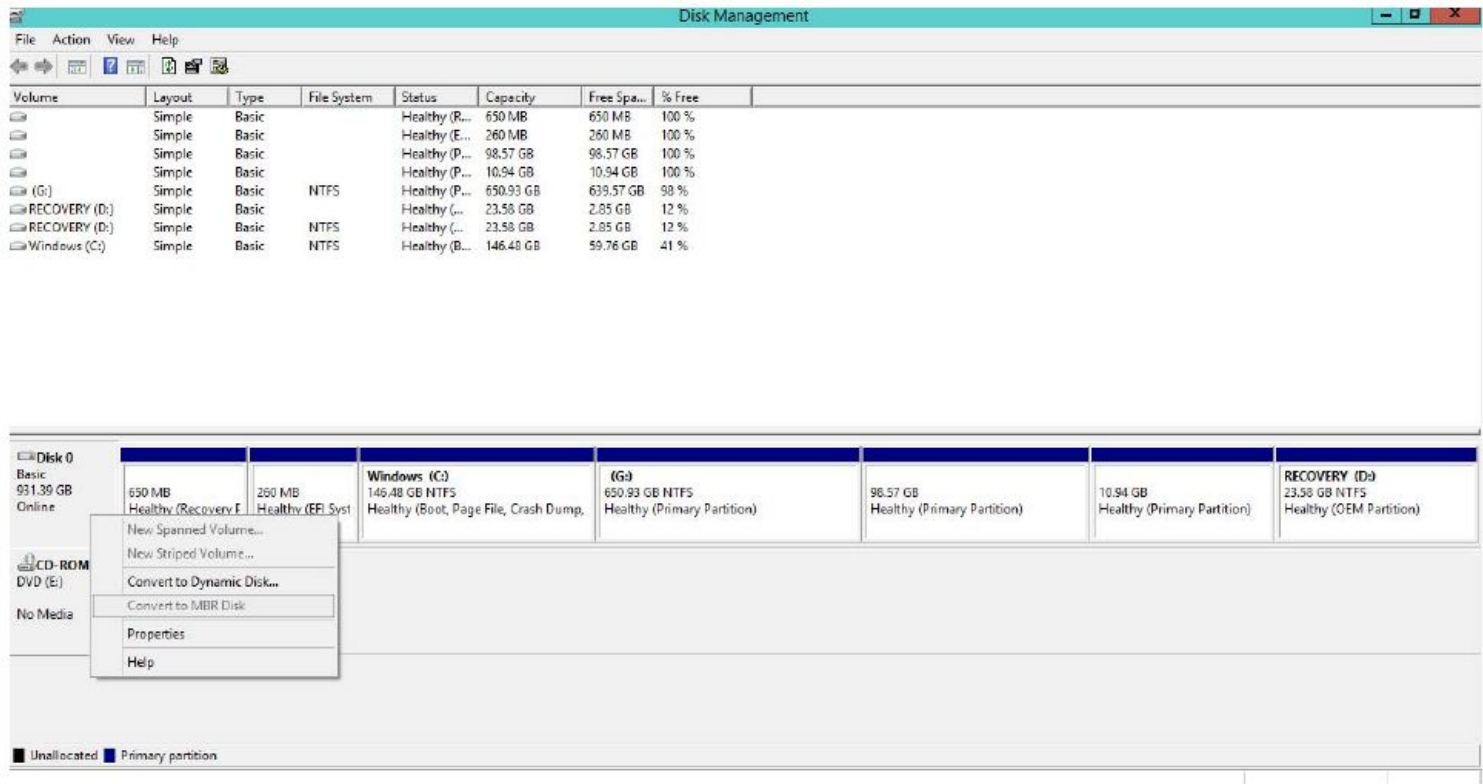 Disk Management
File Action View Help
Volume Layout Type File System Status Capacity Free Spa... % Free
Simple Basic Healthy (R... 650 MB 650 MB 100 %
Simple Basic Healthy (E... 260 MB 260 MB 100 %
Simple Basic Healthy (P... 98.57 GB 98.57 GB 100 %
Simple Basic Healthy (P... 10.94 GB 10.94 GB 100 %
(G:) Simple Basic NTFS Healthy (P... 650.93 GB 639.57 GB 98 %
RECOVERY (D:) Simple Basic Healthy (... 23.58 GB 2.85 GB 12 %
RECOVERY (D:) Simple Basic NTFS Healthy (... 23.58 GB 2.85 GB 12 %
Windows (C:) Simple Basic NTFS Healthy (B... 146.48 GB 59.76 GB 41 %
Disk 0
Basic
931.39 GB
Online
650 MB
Healthy (Recovery P
260 MB
Healthy (EFI Syst
Windows (C:)
146.48 GB NTFS
Healthy (Boot, Page File, Crash Dump,
(G:)
650.93 GB NTFS
Healthy (Primary Partition)
98.57 GB
Healthy (Primary Partition)
10.94 GB
Healthy (Primary Partition)
RECOVERY (D:)
23.58 GB NTFS
Healthy (OEM Partition)
CD-ROM
DVD (E:)
No Media
New Spanned Volume...
New Striped Volume...
Convert to Dynamic Disk...
Convert to MBR Disk
Properties
Help
Unallocated Primary partition